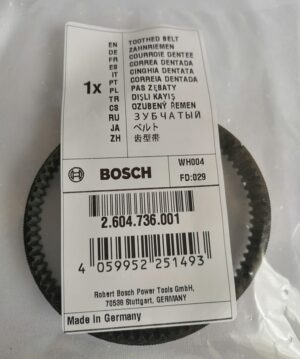 1x
EN TOOTHED BELT
DE ZAHNRIEMEN
FR COURROIE DENTEE
ES CORREA DENTADA
IT CINGHIA DENTATA
PT CORREIA DENTADA
PL PAS ZĘBATY
TR DIŞLI KAYIŞ
CS OZUBENÝ ŘEMEN
RU ЗУБЧАТЫЙ
JA ベルト
ZH 齿型带
BOSCH
WH004
FD:029
2.604.736.001
4 059952 251493
Robert Bosch Power Tools GmbH,
70538 Stuttgart, GERMANY
Made in Germany